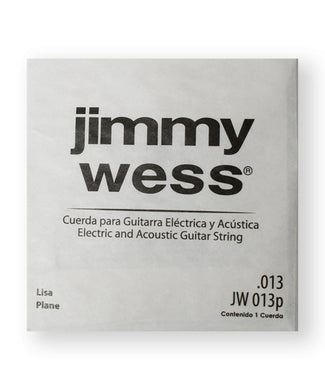 jimmy
wess®
Cuerda para Guitarra Eléctrica y Acústica
Electric and Acoustic Guitar String
.013
Lisa
JW 013p
Plane
Contenido 1 Cuerda